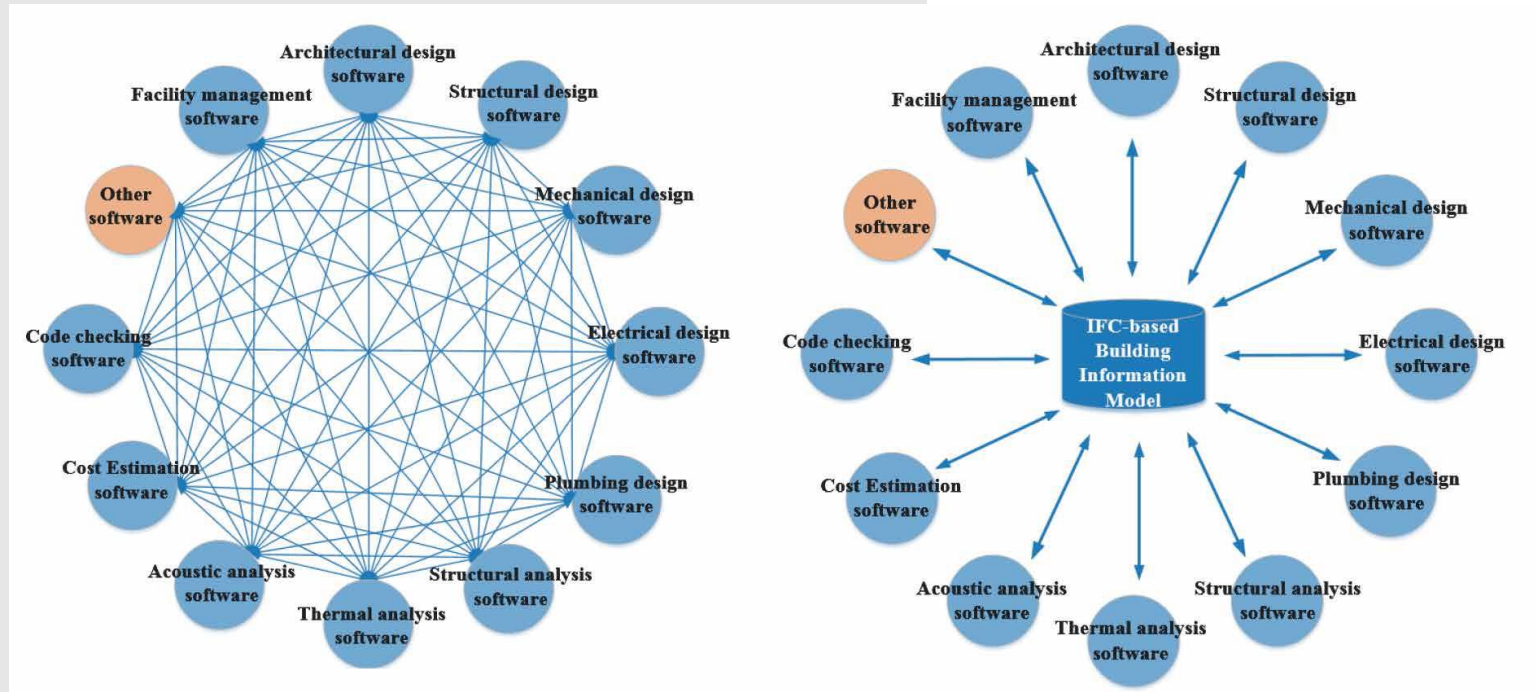 Architectural design
software
Structural design
software
Mechanical design
software
Electrical design
software
Plumbing design
software
Structural analysis
software
Thermal analysis
software
Acoustic analysis
software
Cost Estimation
software
Code checking
software
Other
software
Facility management
software
Architectural design
software
Structural design
software
Mechanical design
software
Electrical design
software
Plumbing design
software
Structural analysis
software
Thermal analysis
software
Acoustic analysis
software
Cost Estimation
software
Code checking
software
Other
software
Facility management
software
IFC-based
Building
Information
Model